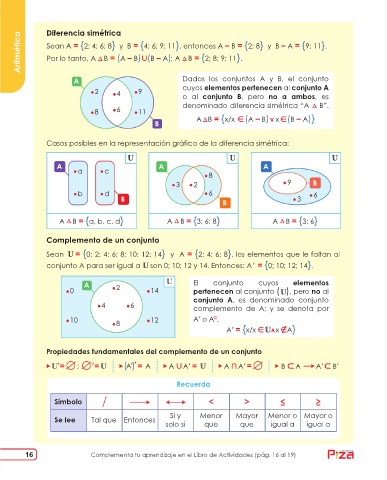 Aritmética
Diferencia simétrica
Sean A = {2; 4; 6; 8} y B = {4; 6; 9; 11}, entonces A − B = {2; 8} y B − A = {9; 11}.
Por lo tanto, A △ B = (A − B) ∪ (B − A); A △ B = {2; 8; 9; 11}.
A
2
4
9
8
6
11
B
Dados los conjuntos A y B, el conjunto
cuyos elementos pertenecen al conjunto A
o al conjunto B, pero no a ambos, es
denominado diferencia simétrica "A △ B".
A △ B = {x/x ∈ (A − B) ∨ x ∈ (B − A)}
Casos posibles en la representación gráfica de la diferencia simétrica:
U
A
a
c
b
d
B
A △ B = {a, b, c, d}
U
A
3
2
8
6
B
A △ B = {3; 6; 8}
U
A
9
B
3
6
A △ B = {3; 6}
Complemento de un conjunto
Sean U = {0; 2; 4; 6; 8; 10; 12; 14} y A = {2; 4; 6; 8}, los elementos que le faltan al
conjunto A para ser igual a U son 0; 10; 12 y 14. Entonces: A' = {0; 10; 12; 14}.
U
A
0
2
14
4
6
10
8
12
El conjunto cuyos elementos
pertenecen al conjunto (U), pero no al
conjunto A, es denominado conjunto
complemento de A; y se denota por
A' o Aᶜ.
A' = {x/x ∈ U ∧ x ∉ A}
Propiedades fundamentales del complemento de un conjunto
U' = ∅ ; ∅' = U (A')' = A A ∪ A' = U A ∩ A' = ∅ B ⊂ A → A' ⊂ B'
Recuerda
Símbolo / → ↔ < > ≤ ≥
Se lee Tal que Entonces Si y solo si Menor que Mayor que Menor o igual a Mayor o igual a
16 Complementa tu aprendizaje en el Libro de Actividades (pág. 16 al 19)
Piza